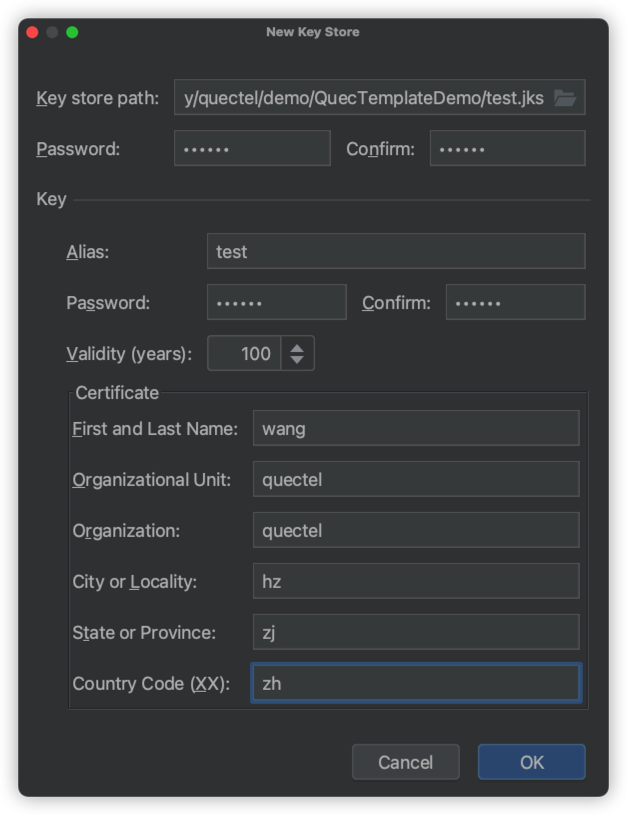 New Key Store
Key store path: y/quectel/demo/QuecTemplateDemo/test.jks
Password: •••••• Confirm: ••••••
Key
Alias: test
Password: •••••• Confirm: ••••••
Validity (years): 100
Certificate
First and Last Name: wang
Organizational Unit: quectel
Organization: quectel
City or Locality: hz
State or Province: zj
Country Code (XX): zh
Cancel OK